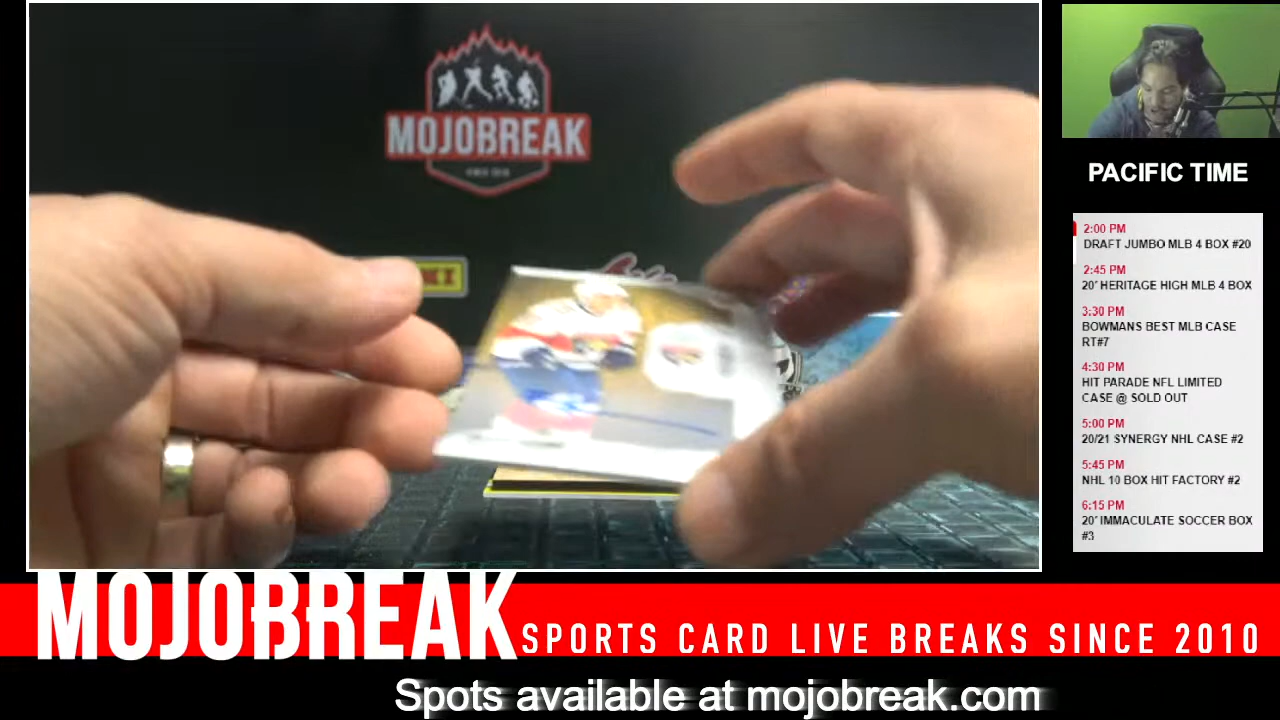 MOJOBREAK
SINCE 2010
PACIFIC TIME
2:00 PM
DRAFT JUMBO MLB 4 BOX #20
2:45 PM
20' HERITAGE HIGH MLB 4 BOX
3:30 PM
BOWMANS BEST MLB CASE
RT#7
4:30 PM
HIT PARADE NFL LIMITED
CASE @ SOLD OUT
5:00 PM
20/21 SYNERGY NHL CASE #2
5:45 PM
NHL 10 BOX HIT FACTORY #2
6:15 PM
20' IMMACULATE SOCCER BOX
#3
MOJOBREAK
SPORTS CARD LIVE BREAKS SINCE 2010
Spots available at mojobreak.com